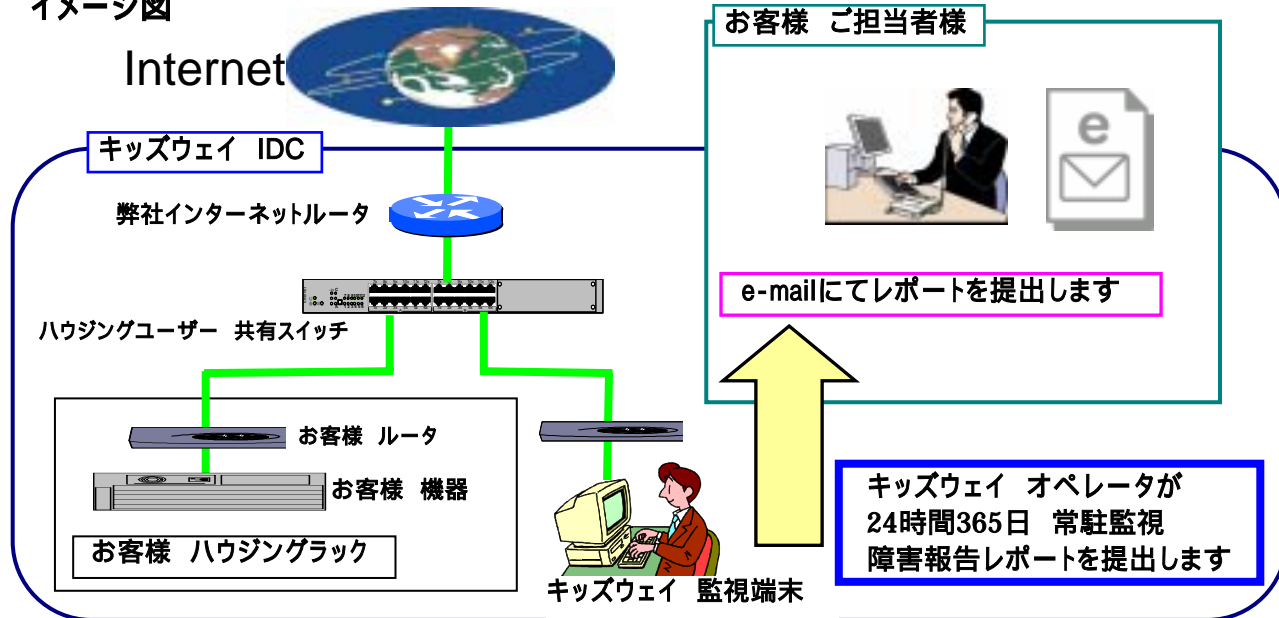 イメージ図
Internet
お客様 ご担当者様
e
e-mailにてレポートを提出します
キッズウェイ IDC
弊社インターネットルータ
ハウジングユーザー 共有スイッチ
お客様 ルータ
お客様 機器
お客様 ハウジングラック
キッズウェイ 監視端末
キッズウェイ オペレータが
24時間365日 常駐監視
障害報告レポートを提出します